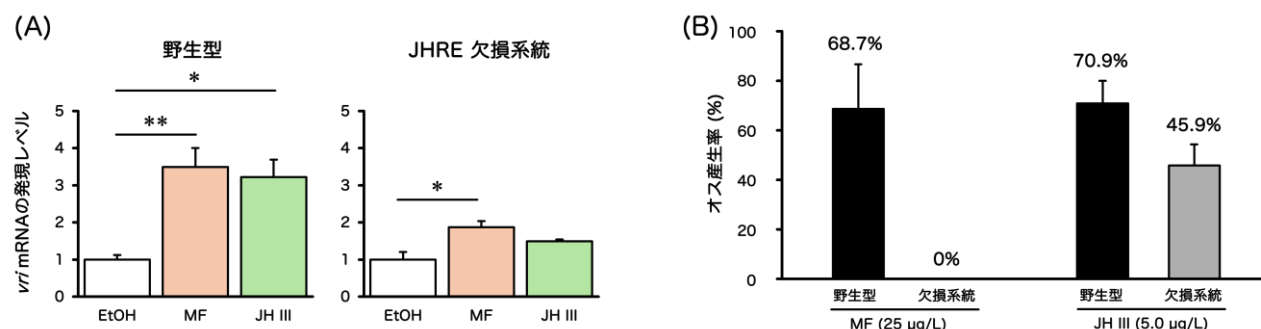 (A)
野生型
JHRE 欠損系統
vri mRNAの発現レベル
5
4
3
2
1
0
*
**
EtOH
MF
JH III
5
4
3
2
1
0
*
EtOH
MF
JH III
(B)
オス産生率 (%)
100
80
60
40
20
0
68.7%
0%
70.9%
45.9%
野生型
欠損系統
野生型
欠損系統
MF (25 μg/L)
JH III (5.0 μg/L)